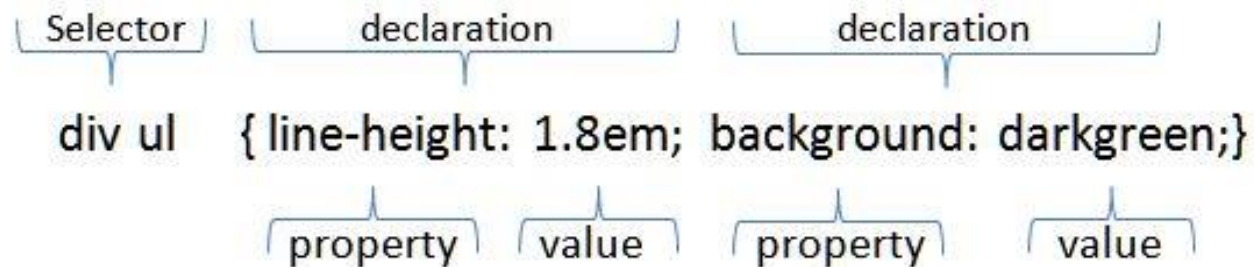 Selector declaration declaration
div ul { line-height: 1.8em; background: darkgreen;}
property value property value